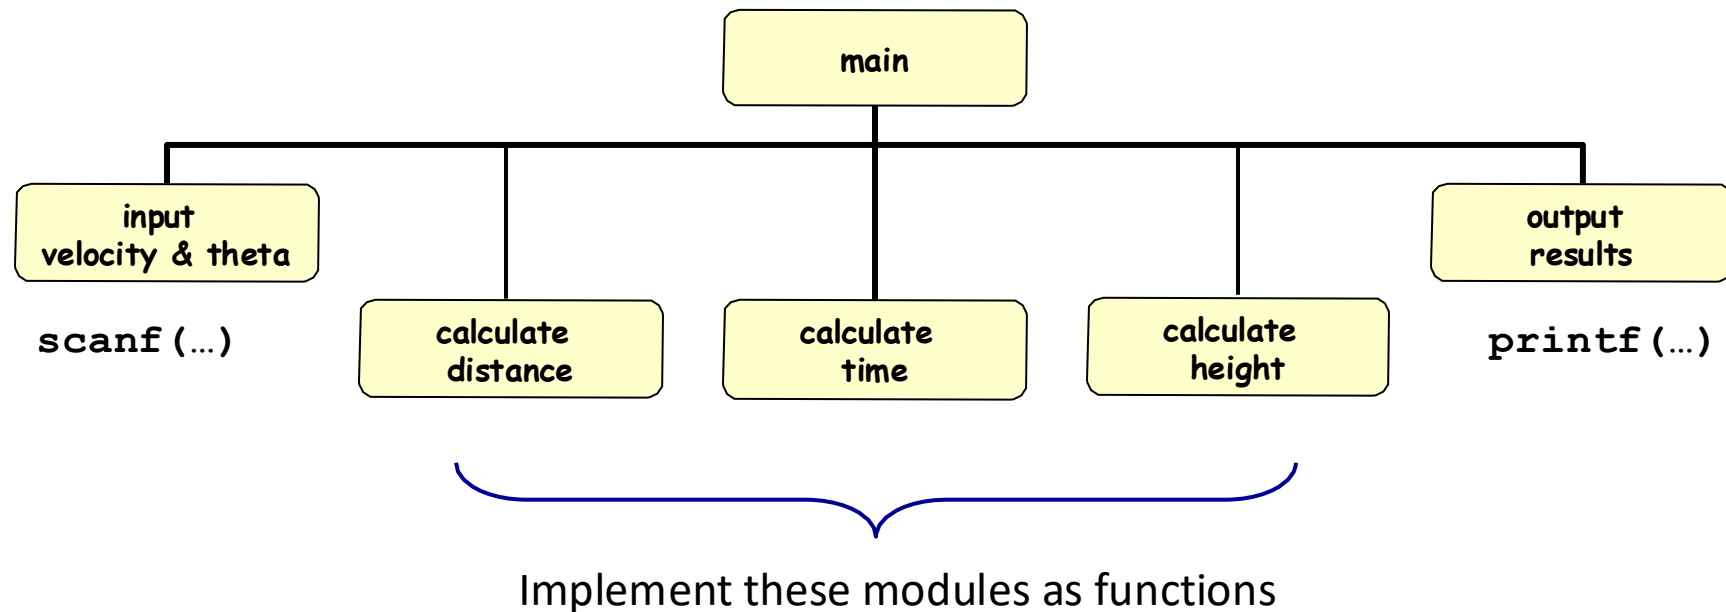 main
input
velocity & theta
output
results
scanf(…)
calculate
distance
calculate
time
calculate
height
printf(…)
Implement these modules as functions